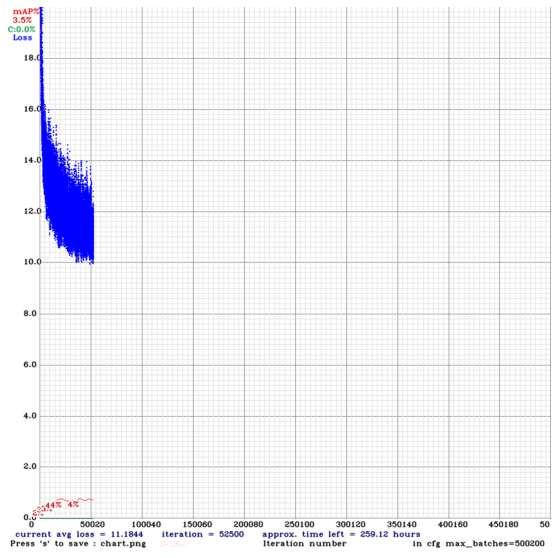 mAP%
3.5%
C:0.0%
Loss
18.0
16.0
14.0
12.0
10.0
8.0
6.0
4.0
2.0
44% 4%
0.0 50020 100040 150060 200080 250100 300120 350140 400160 450180 50
current avg loss = 11.1844 iteration = 52500 approx. time left = 259.12 hours
Press 's' to save : chart.png Iteration number in cfg max_batches=500200